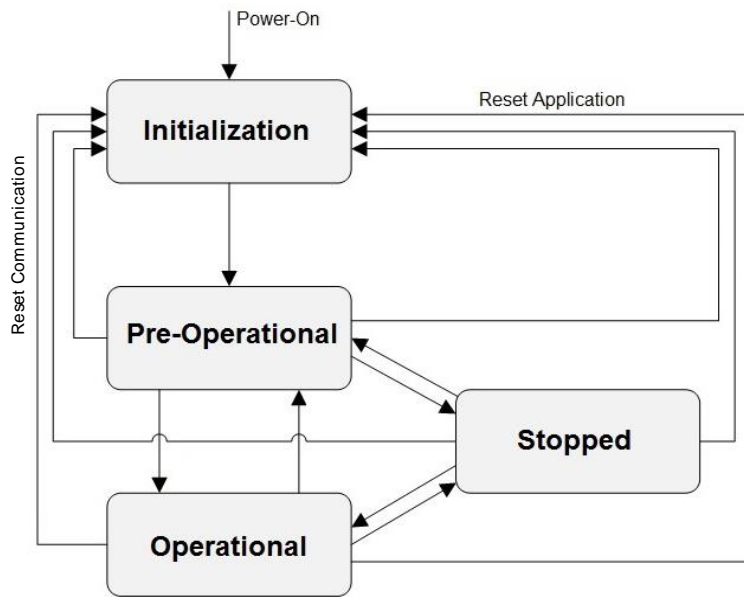 Power-On
Reset Application
Initialization
Reset Communication
Pre-Operational
Stopped
Operational